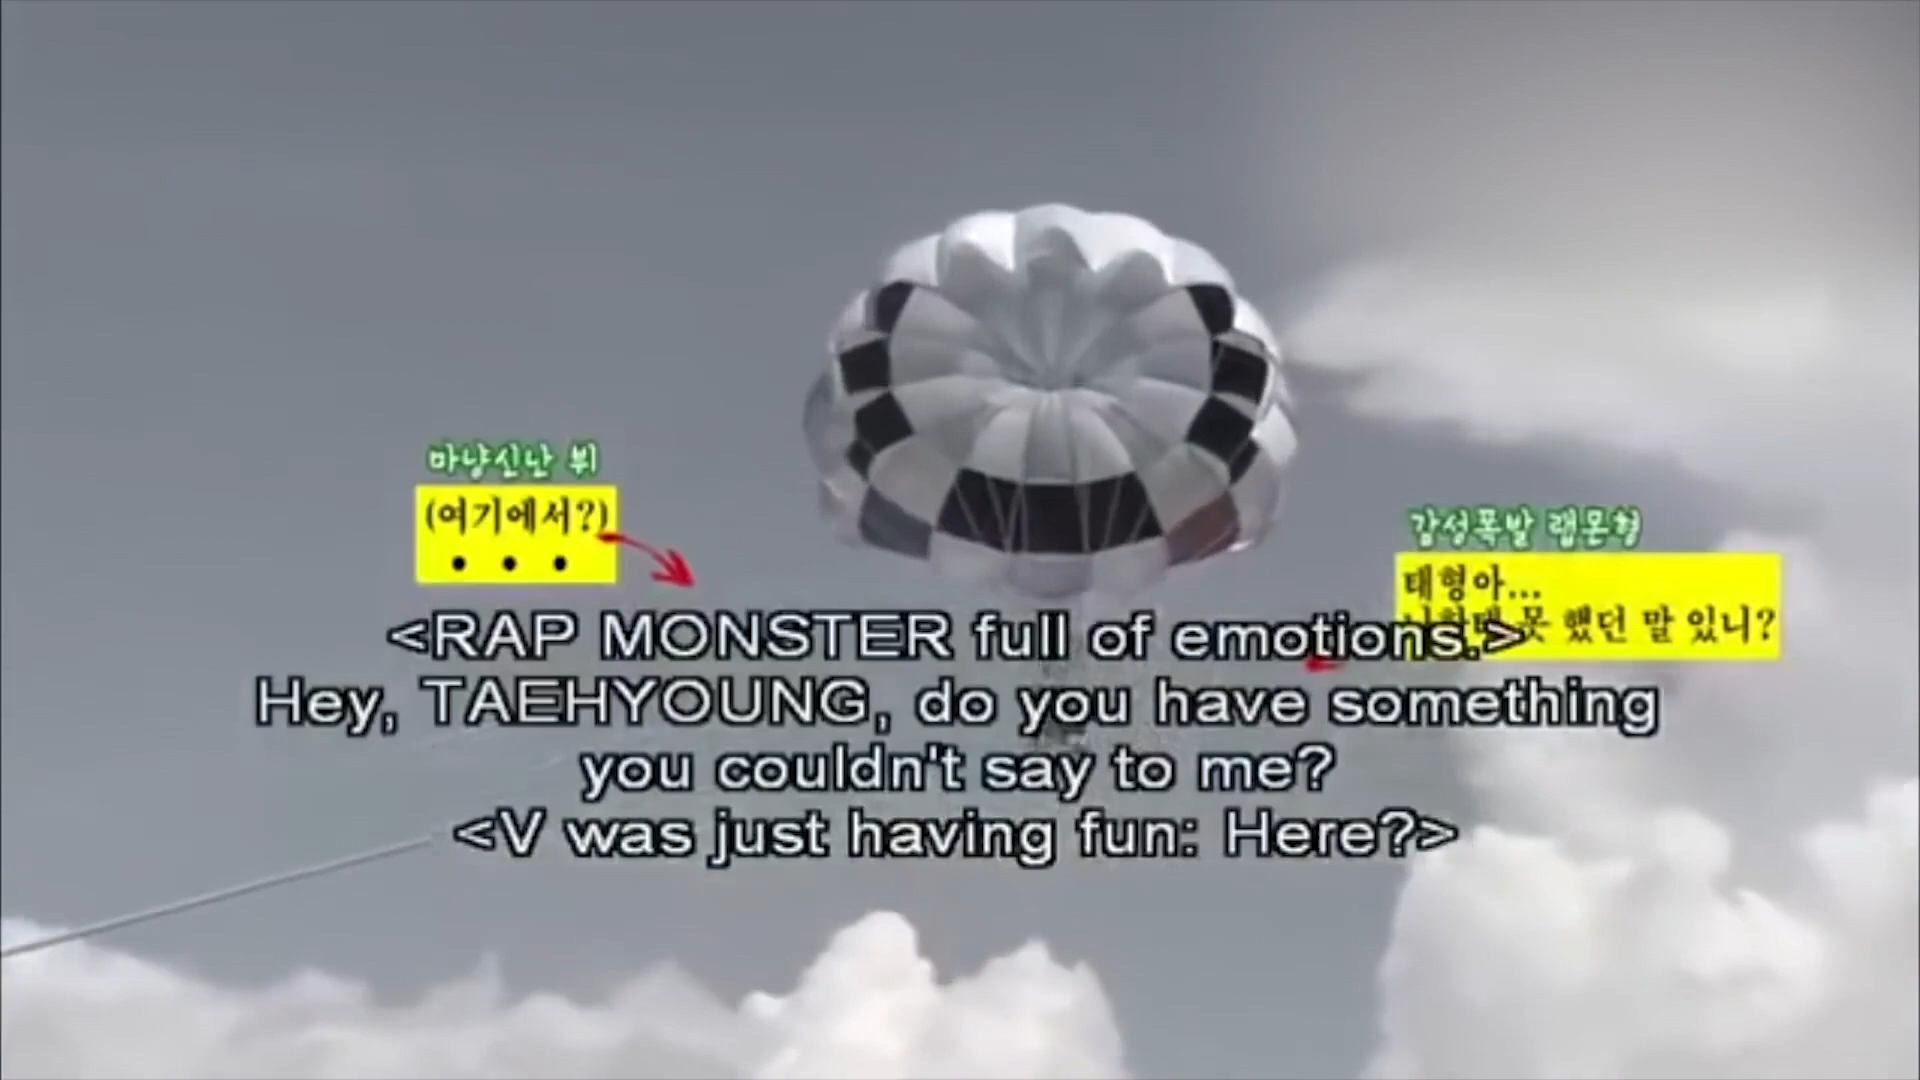 마냥신난 뷔
(여기에서?)
• • •
감성폭발 랩몬형
태형아...
못 했던 말 있니?
<RAP MONSTER full of emotions.>
Hey, TAEHYOUNG, do you have something
you couldn't say to me?
<V was just having fun: Here?>